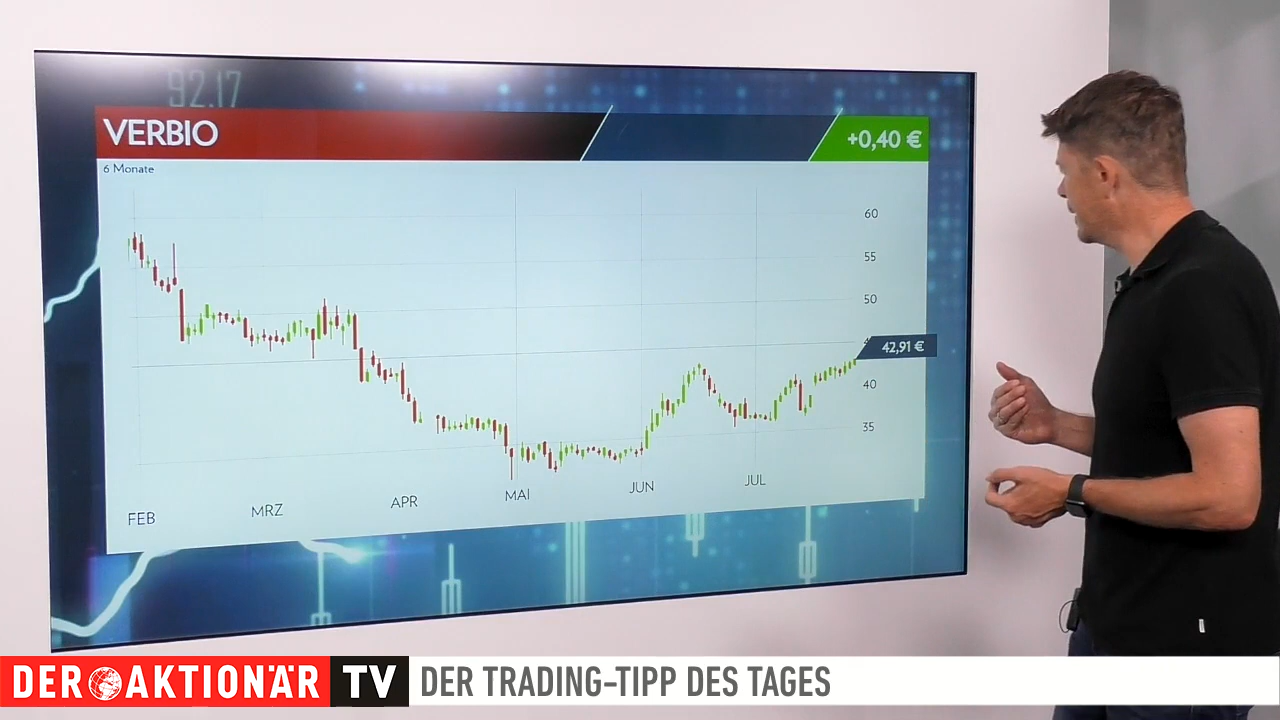 92.17
VERBIO
+0,40 €
6 Monate
60
55
50
42,91 €
40
35
FEB
MRZ
APR
MAI
JUN
JUL
DER AKTIONÄR TV
DER TRADING-TIPP DES TAGES